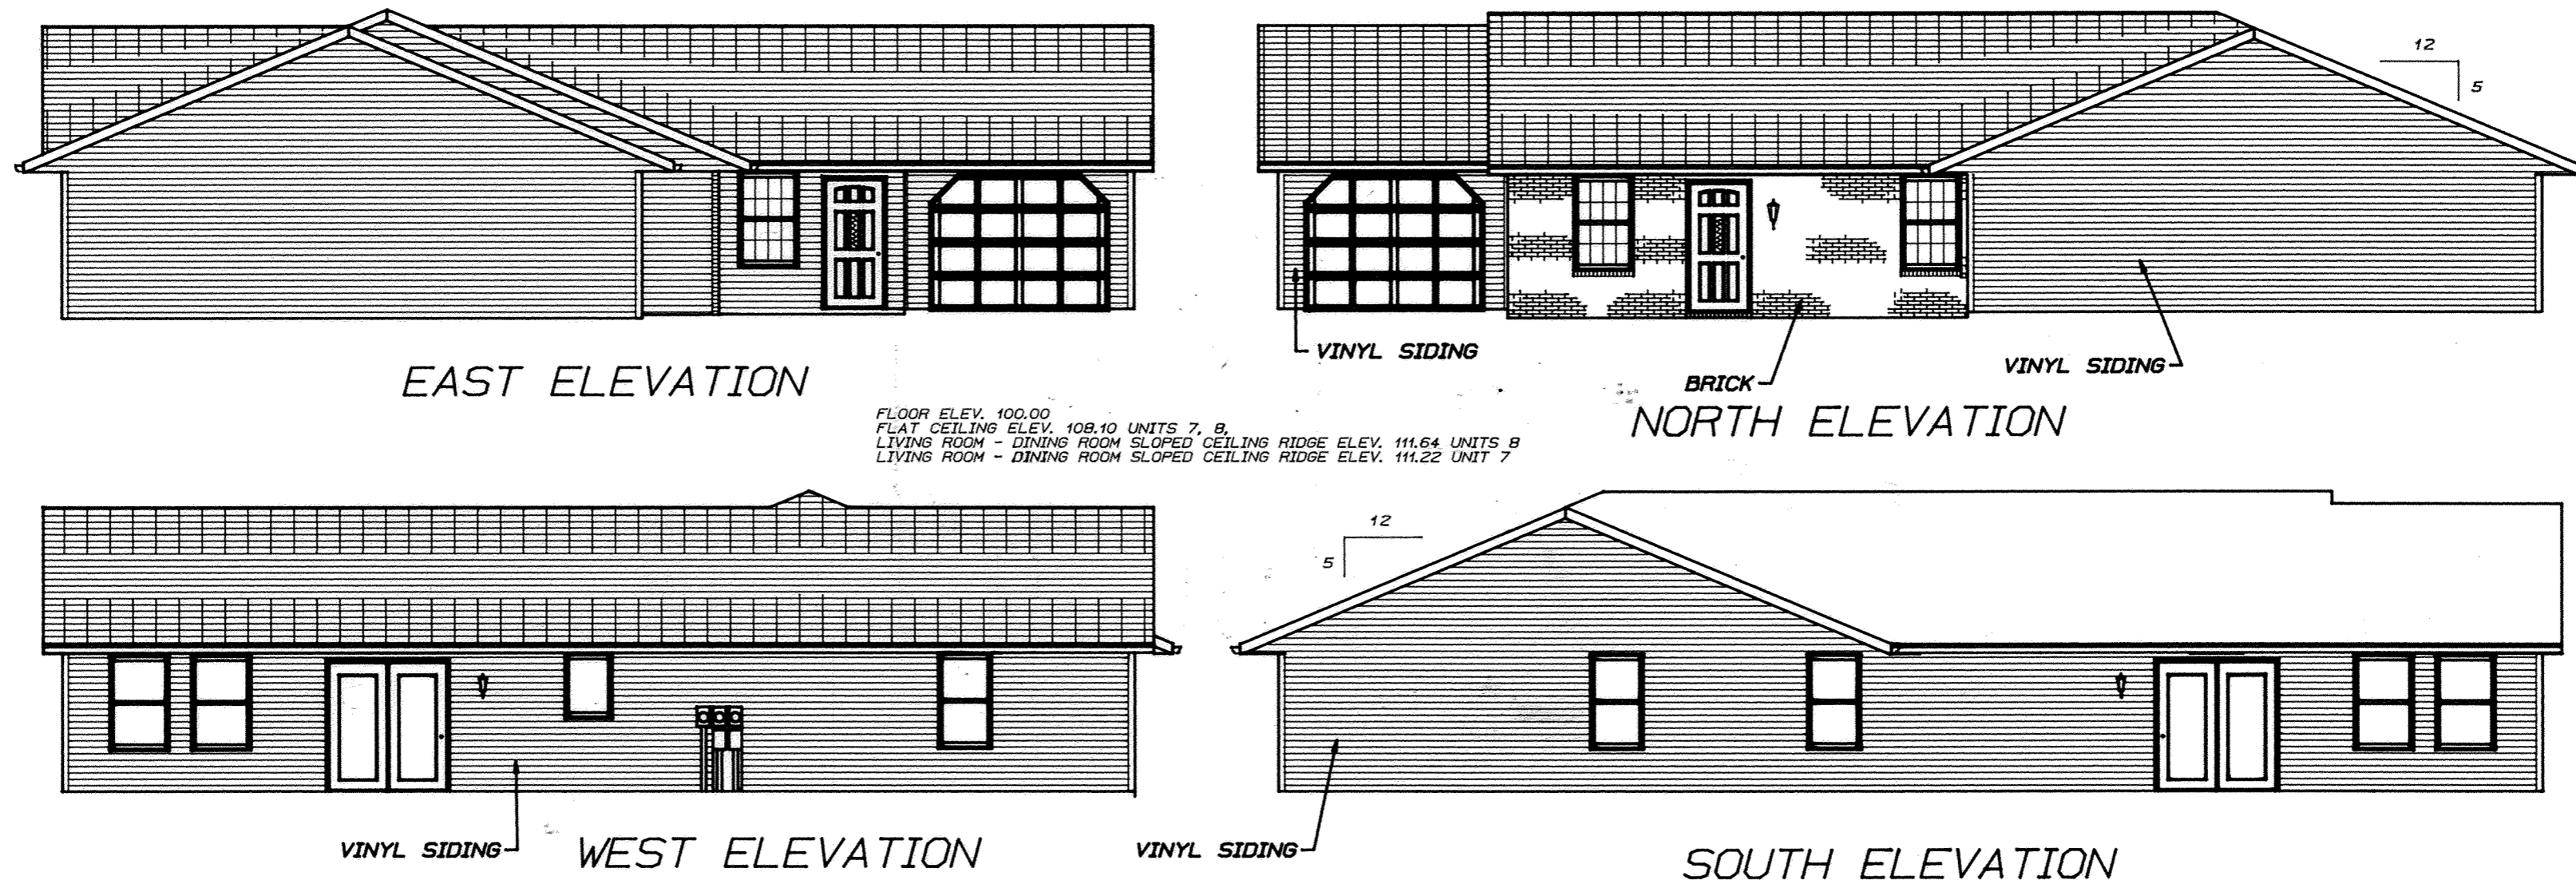 12
5
VINYL SIDING
VINYL SIDING
BRICK
EAST ELEVATION
NORTH ELEVATION
FLOOR ELEV. 100.00
FLAT CEILING ELEV. 108.10 UNITS 7, 8,
LIVING ROOM - DINING ROOM SLOPED CEILING RIDGE ELEV. 111.64 UNITS 8
LIVING ROOM - DINING ROOM SLOPED CEILING RIDGE ELEV. 111.22 UNIT 7
12
5
VINYL SIDING
WEST ELEVATION
VINYL SIDING
SOUTH ELEVATION